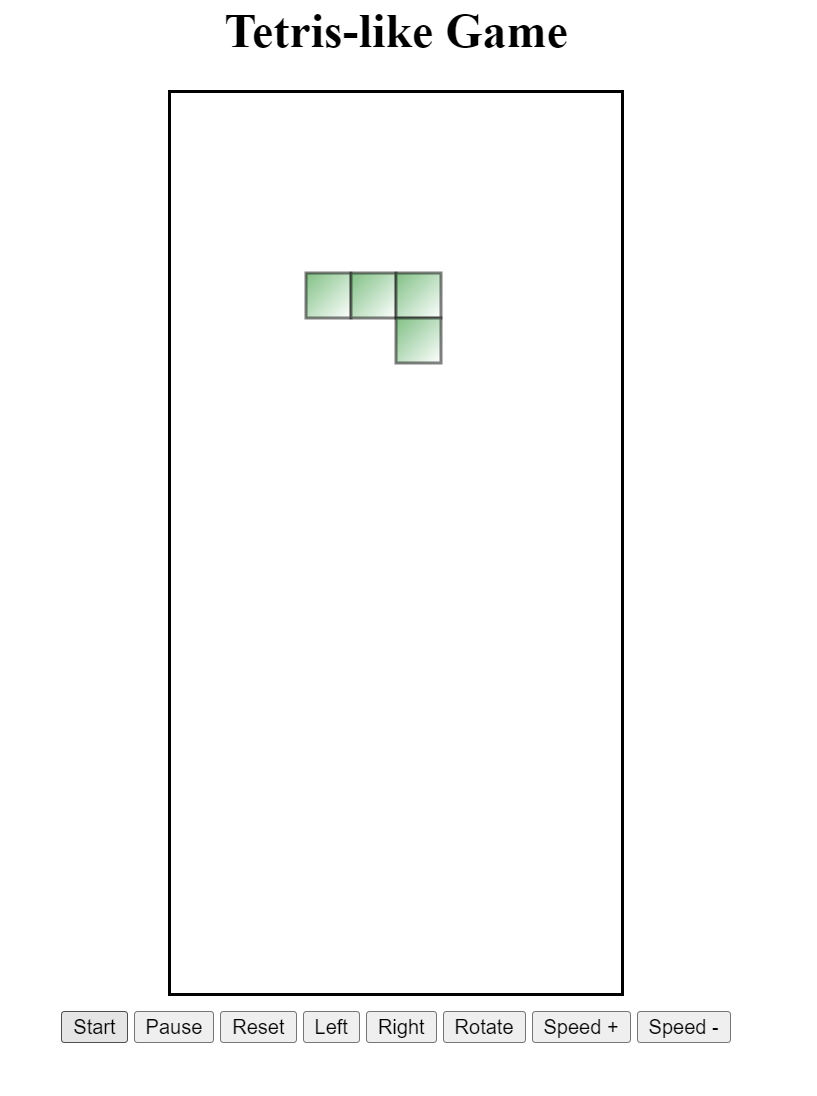 Tetris-like Game
Start Pause Reset Left Right Rotate Speed + Speed -